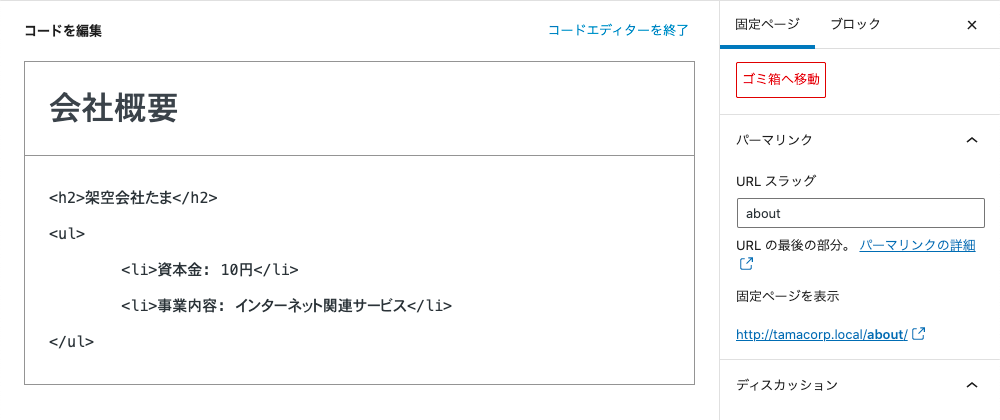 コードを編集
コードエディターを終了
会社概要
<h2>架空会社たま</h2>
<ul>
<li>資本金: 10円</li>
<li>事業内容: インターネット関連サービス</li>
</ul>
固定ページ
ブロック
ゴミ箱へ移動
パーマリンク
URL スラッグ
about
URL の最後の部分。 パーマリンクの詳細
固定ページを表示
http://tamacorp.local/about/
ディスカッション